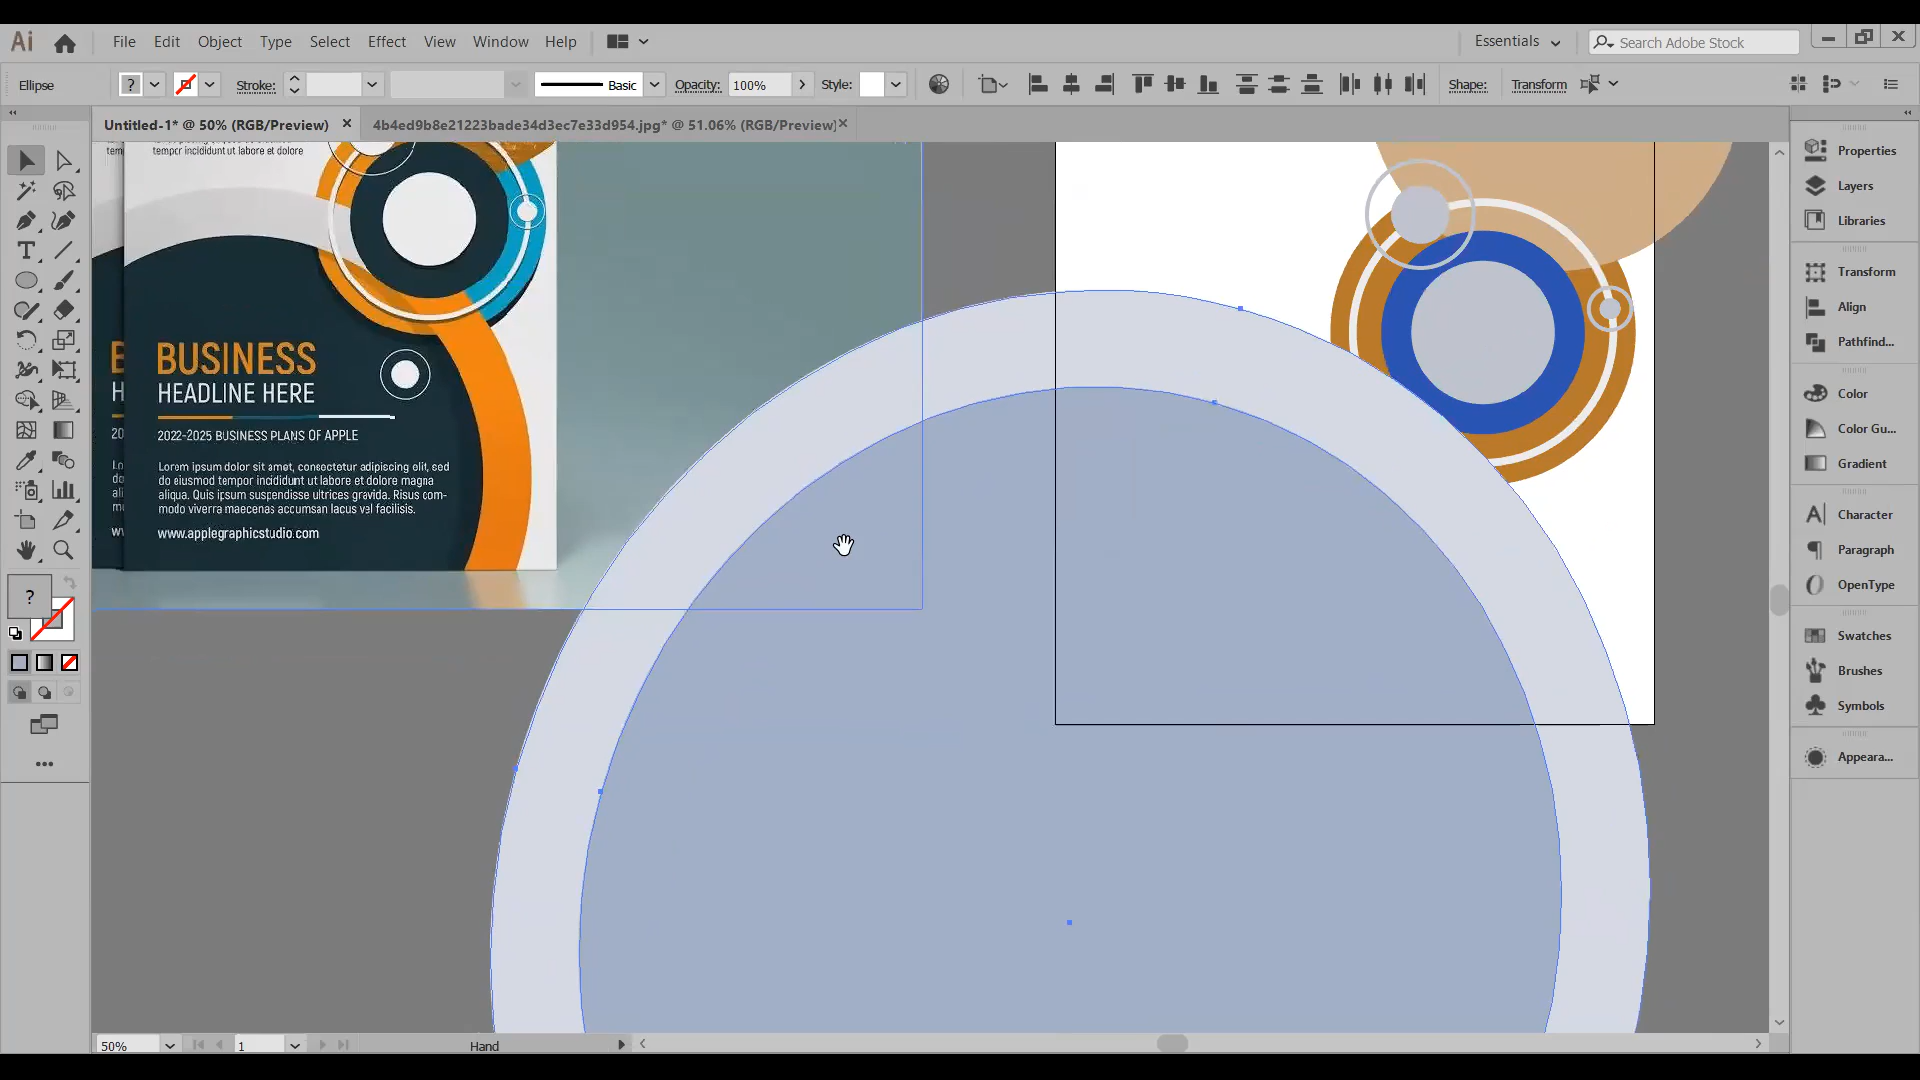 Ai File Edit Object Type Select Effect View Window Help Essentials Search Adobe Stock
Ellipse ? Stroke: Basic Opacity: 100% Style: Shape: Transform
Untitled-1* @ 50% (RGB/Preview) 4b4ed9b8e21223bade34d3ec7e33d954.jpg* @ 51.06% (RGB/Preview)
tempor incididunt ut labore et dolore
BUSINESS
HEADLINE HERE
2022-2025 BUSINESS PLANS OF APPLE
Lorem ipsum dolor sit amet, consectetur adipiscing elit, sed
do eiusmod tempor incididunt ut labore et dolore magna
aliqua. Quis ipsum suspendisse ultrices gravida. Risus com-
modo viverra maecenas accumsan lacus vel facilisis.
www.applegraphicstudio.com
?
Properties
Layers
Libraries
Transform
Align
Pathfind...
Color
Color Gu...
Gradient
Character
Paragraph
OpenType
Swatches
Brushes
Symbols
Appeara...
50% 1 Hand